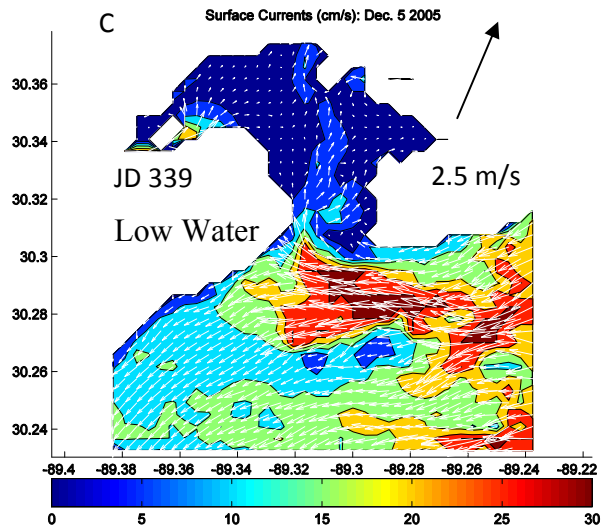 C
Surface Currents (cm/s): Dec. 5 2005
30.36
30.34
JD 339
2.5 m/s
30.32
Low Water
30.3
30.28
30.26
30.24
-89.4 -89.38 -89.36 -89.34 -89.32 -89.3 -89.28 -89.26 -89.24 -89.22
0 5 10 15 20 25 30